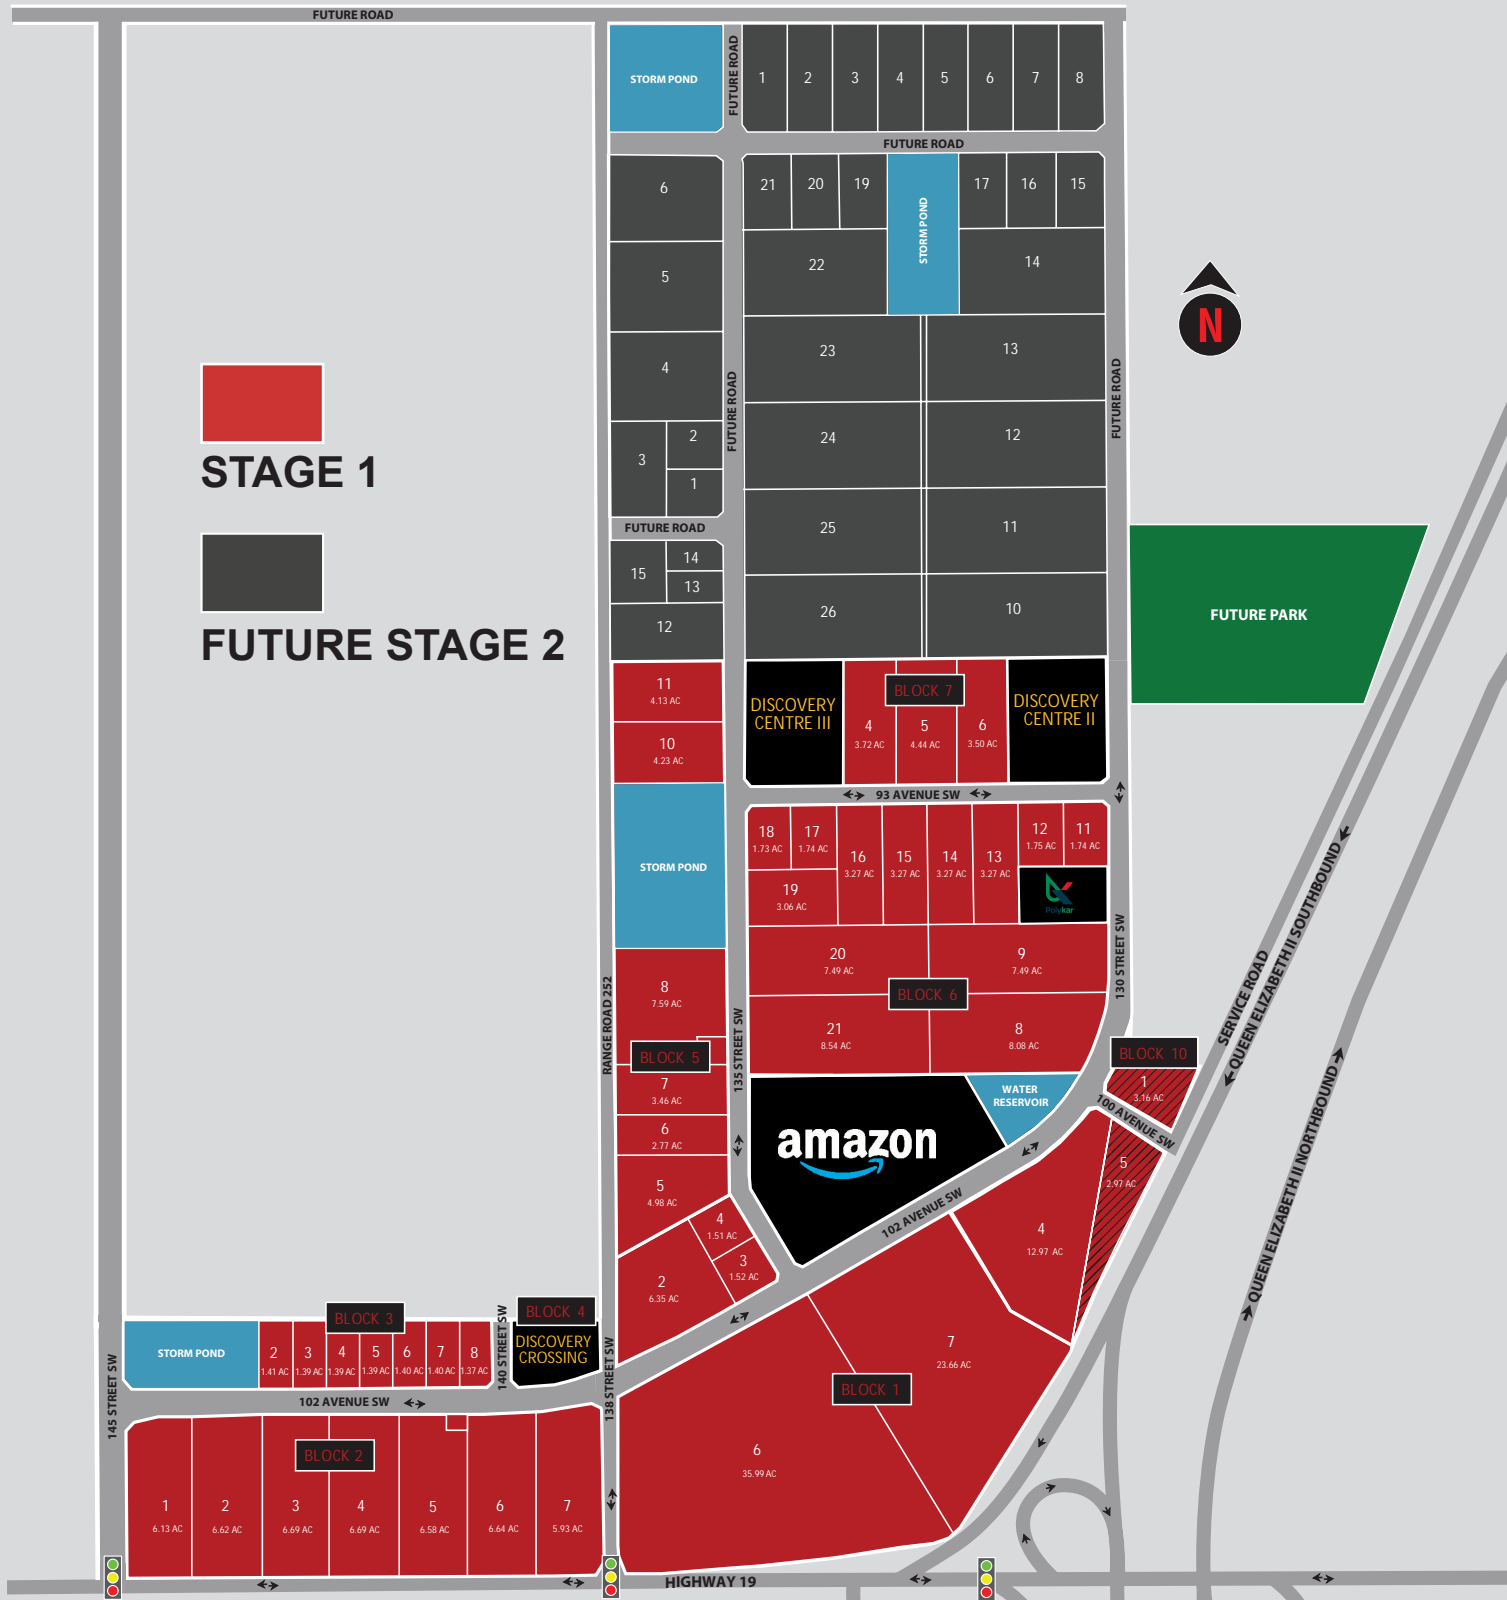 FUTURE ROAD
STORM POND
FUTURE ROAD
1
2
3
4
5
6
7
8
FUTURE ROAD
6
21
20
19
STORM POND
17
16
15
5
22
14
N
4
23
13
FUTURE ROAD
FUTURE ROAD
STAGE 1
3
2
1
24
12
FUTURE ROAD
25
11
FUTURE STAGE 2
15
14
13
12
26
10
FUTURE PARK
11
4.13 AC
10
4.23 AC
DISCOVERY
CENTRE III
BLOCK 7
4
3.72 AC
5
4.44 AC
6
3.50 AC
DISCOVERY
CENTRE II
93 AVENUE SW
STORM POND
18
1.73 AC
17
1.74 AC
16
3.27 AC
15
3.27 AC
14
3.27 AC
13
3.27 AC
12
1.75 AC
11
1.74 AC
19
3.06 AC
Polykar
20
7.49 AC
9
7.49 AC
BLOCK 6
21
8.54 AC
8
8.08 AC
130 STREET SW
SERVICE ROAD
QUEEN ELIZABETH II SOUTHBOUND
QUEEN ELIZABETH II NORTHBOUND
RANGE ROAD 252
135 STREET SW
8
7.59 AC
BLOCK 5
7
3.46 AC
6
2.77 AC
5
4.98 AC
4
1.51 AC
3
1.52 AC
2
6.35 AC
amazon
WATER
RESERVOIR
BLOCK 10
1
3.16 AC
100 AVENUE SW
5
2.97 AC
4
12.97 AC
102 AVENUE SW
7
23.66 AC
BLOCK 1
6
35.99 AC
BLOCK 3
STORM POND
2
1.41 AC
3
1.39 AC
4
1.39 AC
5
1.39 AC
6
1.40 AC
7
1.40 AC
8
1.37 AC
140 STREET SW
BLOCK 4
DISCOVERY
CROSSING
145 STREET SW
138 STREET SW
102 AVENUE SW
BLOCK 2
1
6.13 AC
2
6.62 AC
3
6.69 AC
4
6.69 AC
5
6.58 AC
6
6.64 AC
7
5.93 AC
HIGHWAY 19